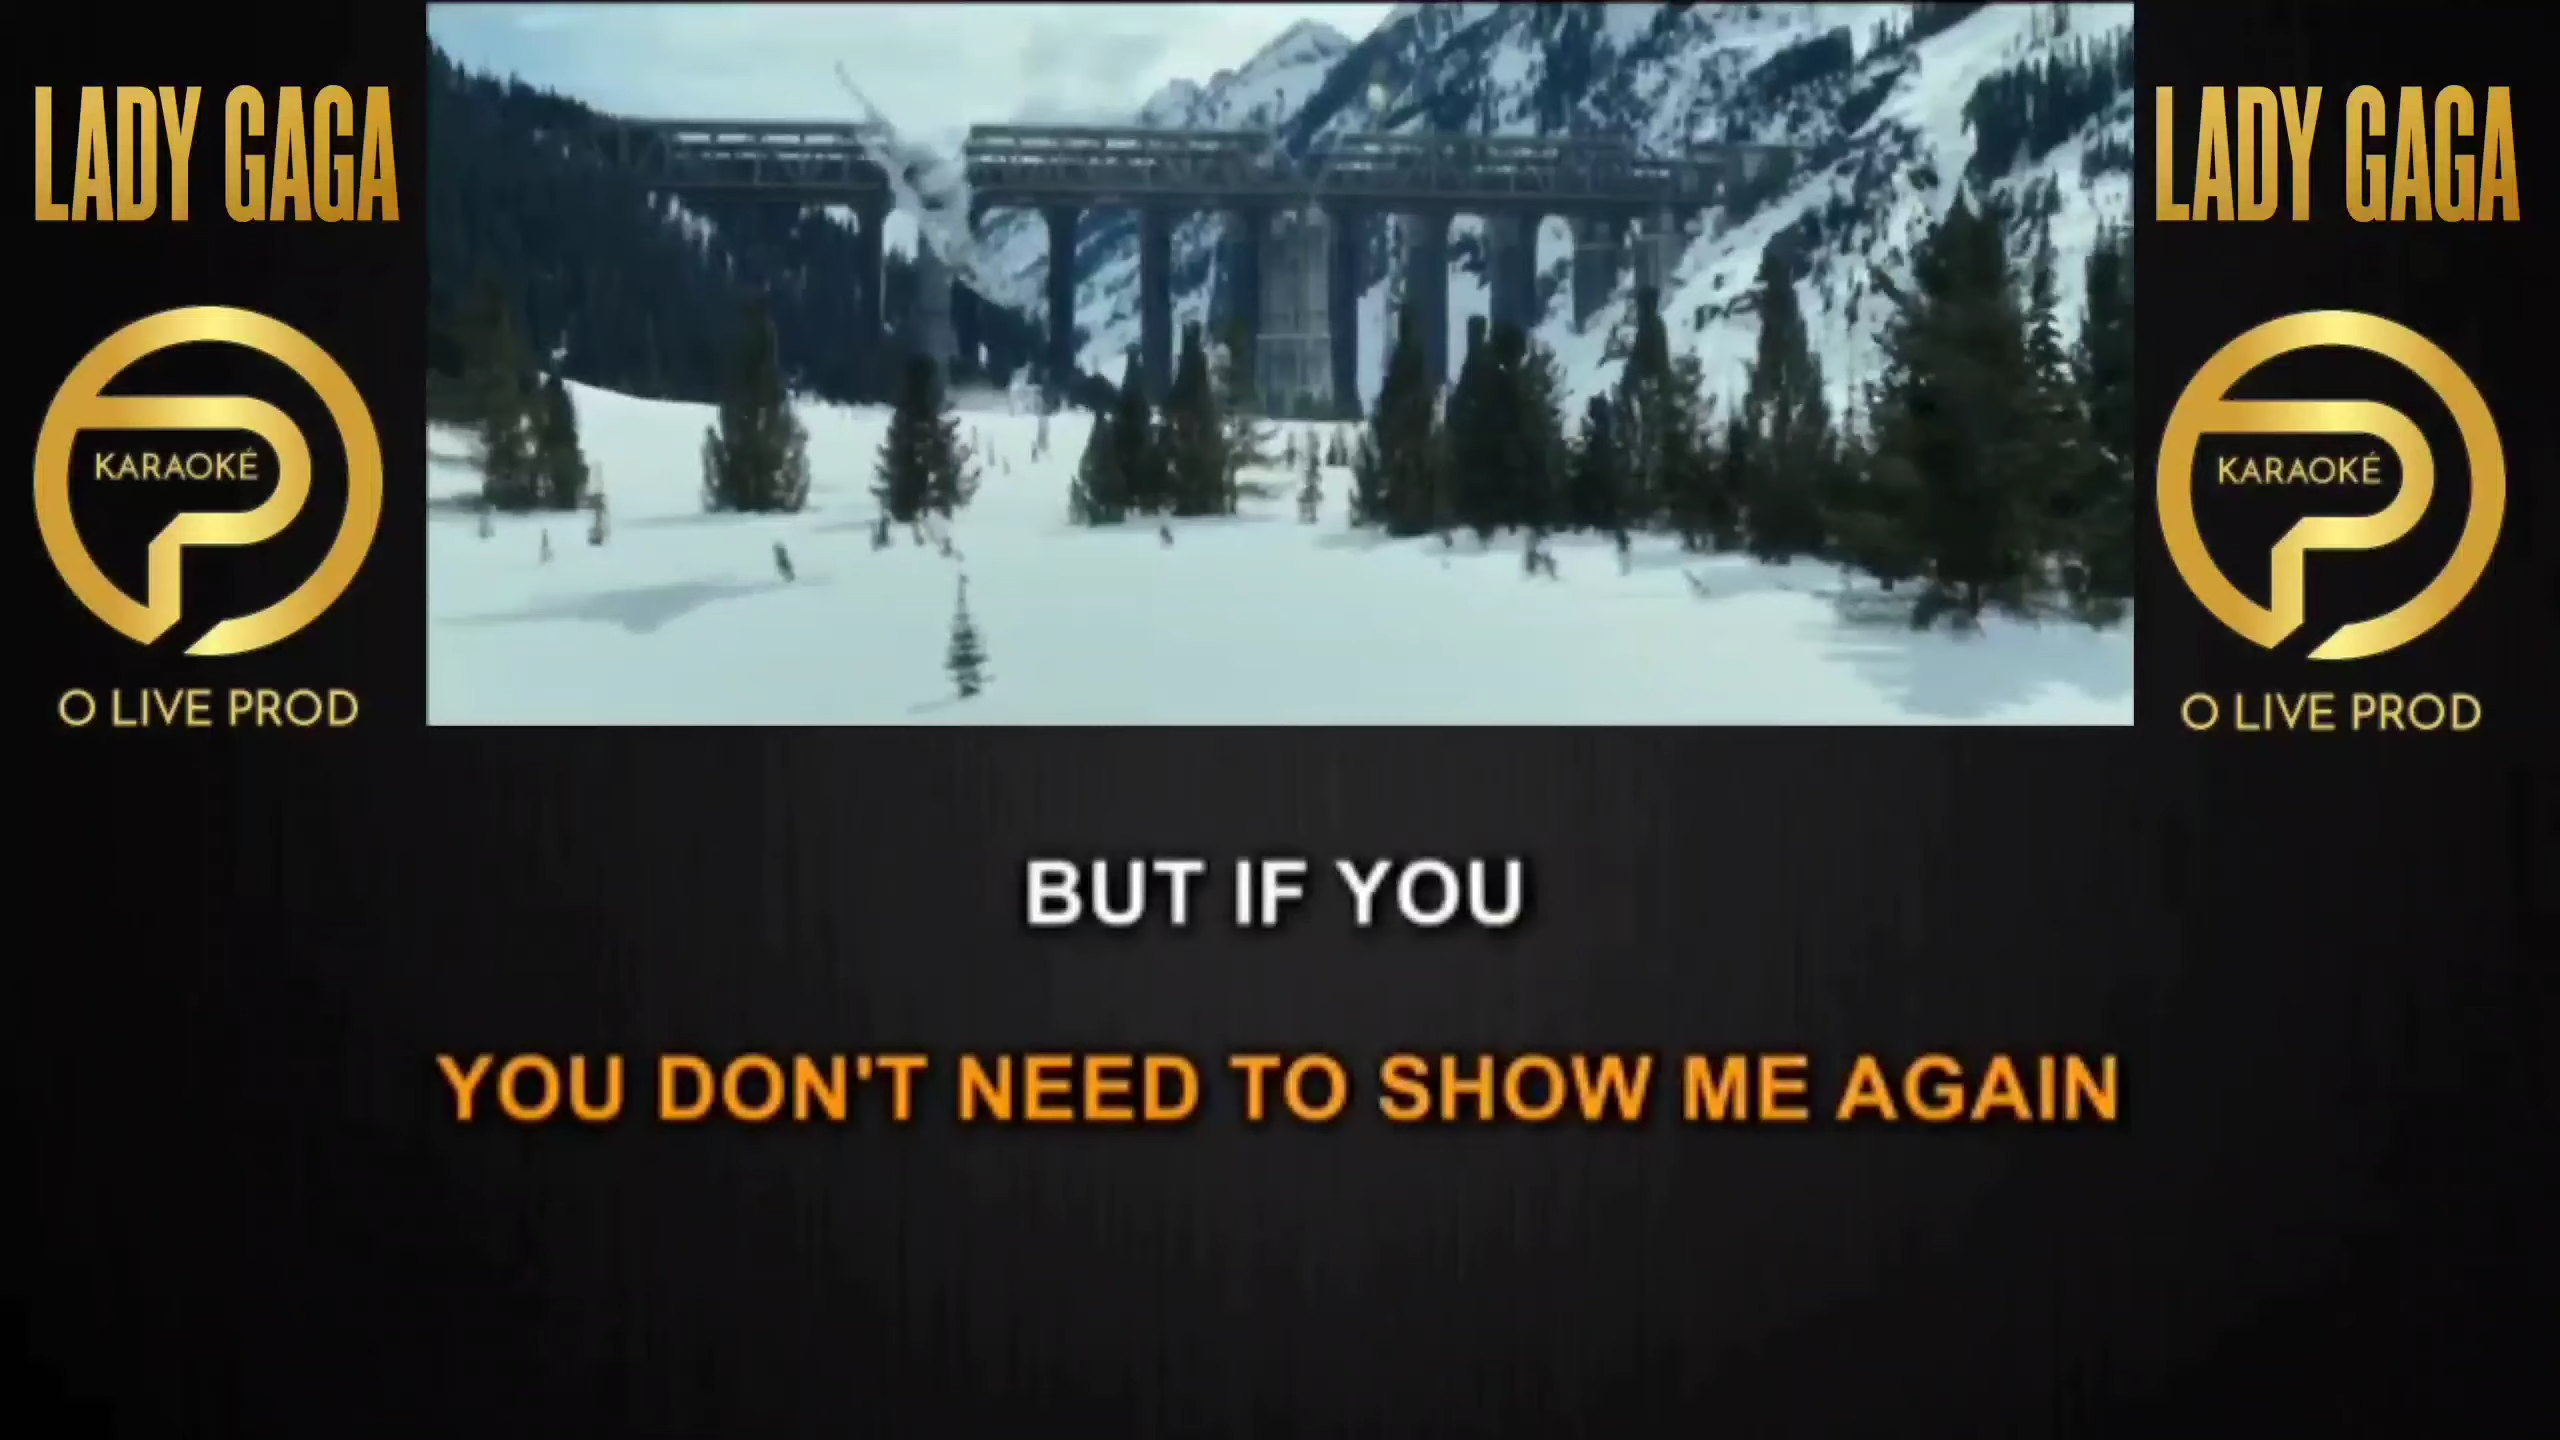 LADY GAGA
LADY GAGA
KARAOKÉ
KARAOKÉ
O LIVE PROD
O LIVE PROD
BUT IF YOU
YOU DON'T NEED TO SHOW ME AGAIN